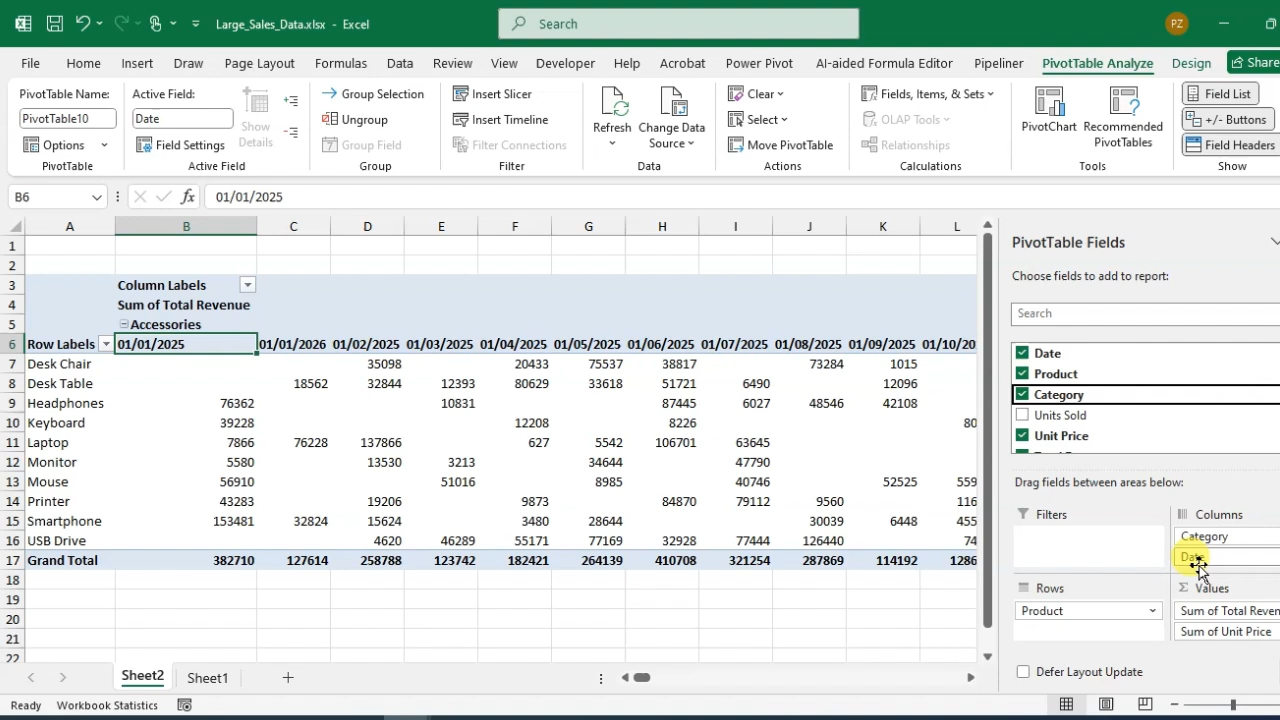 Large_Sales_Data.xlsx - Excel
Search
PZ
File Home Insert Draw Page Layout Formulas Data Review View Developer Help Acrobat Power Pivot AI-aided Formula Editor Pipeliner PivotTable Analyze Design Share
PivotTable Name:
PivotTable10
Options
PivotTable
Active Field:
Date
Field Settings
Show
Details
Active Field
Group Selection
Ungroup
Group Field
Group
Insert Slicer
Insert Timeline
Filter Connections
Filter
Refresh
Change Data
Source
Data
Clear
Select
Move PivotTable
Actions
Fields, Items, & Sets
OLAP Tools
Relationships
Calculations
PivotChart
Recommended
PivotTables
Tools
Field List
+/- Buttons
Field Headers
Show
B6 fx 01/01/2025
A B C D E F G H I J K L
1
2
3 Column Labels
4 Sum of Total Revenue
5 Accessories
6 Row Labels 01/01/2025 01/01/2026 01/02/2025 01/03/2025 01/04/2025 01/05/2025 01/06/2025 01/07/2025 01/08/2025 01/09/2025 01/10/20
7 Desk Chair 35098 20433 75537 38817 73284 1015
8 Desk Table 18562 32844 12393 80629 33618 51721 6490 12096
9 Headphones 76362 10831 87445 6027 48546 42108
10 Keyboard 39228 12208 8226 80
11 Laptop 7866 76228 137866 627 5542 106701 63645
12 Monitor 5580 13530 3213 34644 47790
13 Mouse 56910 51016 8985 40746 52525 559
14 Printer 43283 19206 9873 84870 79112 9560 116
15 Smartphone 153481 32824 15624 3480 28644 30039 6448 455
16 USB Drive 4620 46289 55171 77169 32928 77444 126440 74
17 Grand Total 382710 127614 258788 123742 182421 264139 410708 321254 287869 114192 1286
18
19
20
21
22
PivotTable Fields
Choose fields to add to report:
Search
Date
Product
Category
Units Sold
Unit Price
Drag fields between areas below:
Filters
Columns
Category
Date
Rows
Product
Σ Values
Sum of Total Reven
Sum of Unit Price
Defer Layout Update
Sheet2 Sheet1
Ready Workbook Statistics